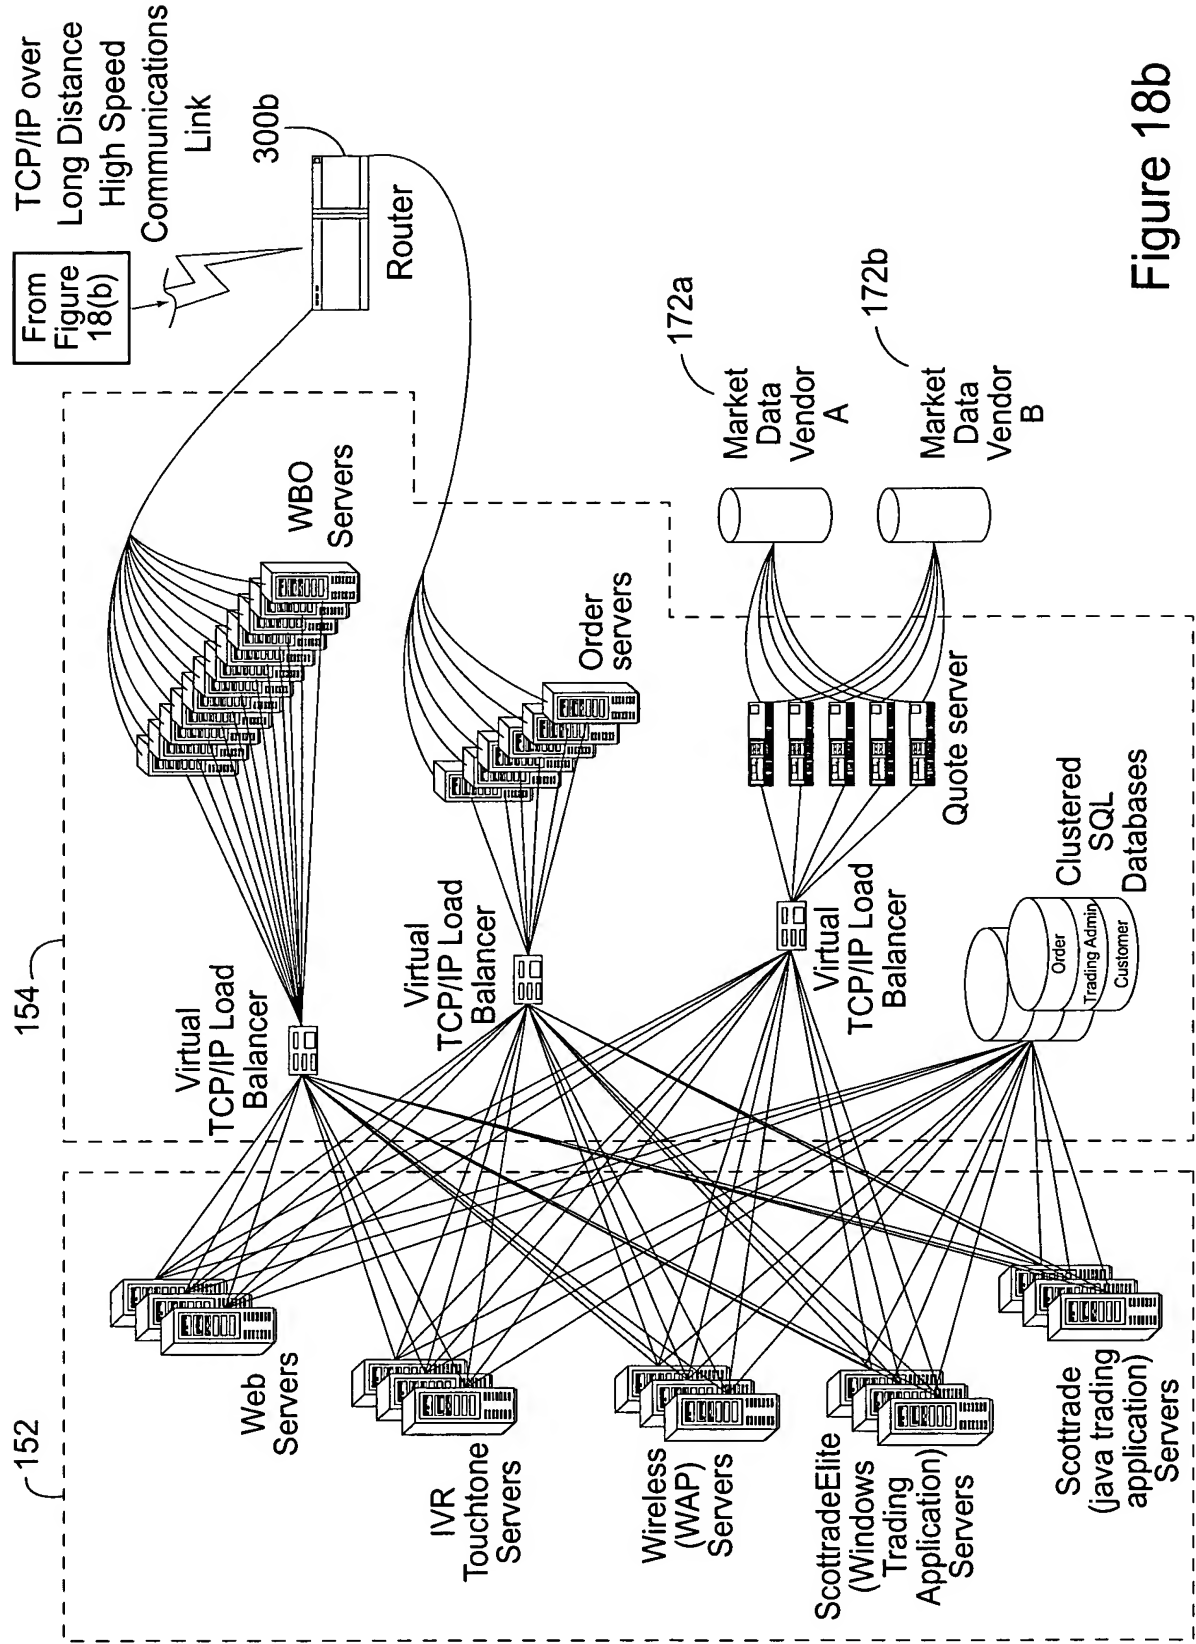 152
154
Web
Servers
IVR
Touchtone
Servers
Wireless
(WAP)
Servers
ScottradeElite
(Windows
Trading
Application)
Servers
Scottrade
(java trading
application)
Servers
Virtual
TCP/IP Load
Balancer
Virtual
TCP/IP Load
Balancer
Virtual
TCP/IP Load
Balancer
Order
Trading Admin
Customer
Clustered
SQL
Databases
WBO
Servers
Order
servers
Quote server
Market
Data
Vendor
A
172a
Market
Data
Vendor
B
172b
From
Figure
18(b)
TCP/IP over
Long Distance
High Speed
Communications
Link
300b
Router
Figure 18b